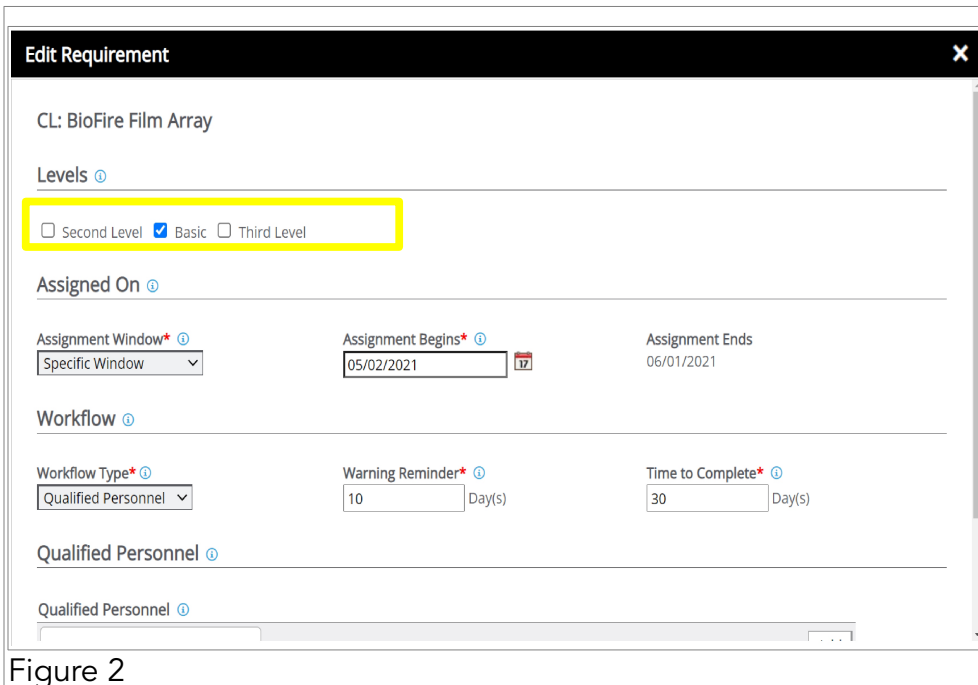 Edit Requirement
CL: BioFire Film Array
Levels
Second Level Basic Third Level
Assigned On
Assignment Window* Assignment Begins* Assignment Ends
Specific Window 05/02/2021 17 06/01/2021
Workflow
Workflow Type* Warning Reminder* Time to Complete*
Qualified Personnel 10 Day(s) 30 Day(s)
Qualified Personnel
Qualified Personnel
Figure 2